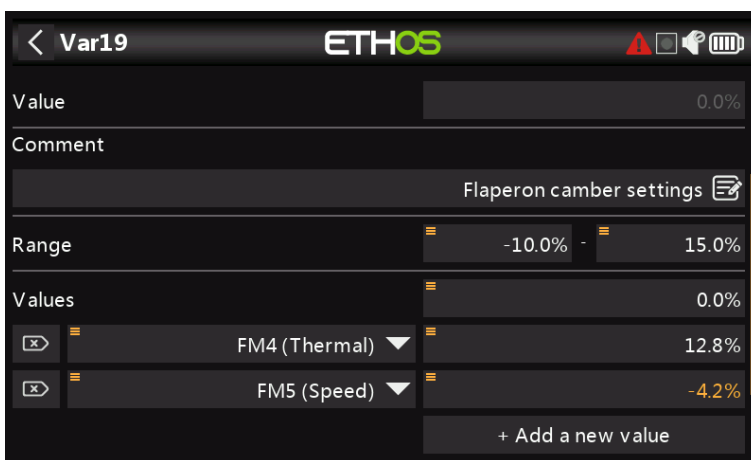 Var19 ETHOS
Value 0.0%
Comment
Flaperon camber settings
Range -10.0% - 15.0%
Values 0.0%
FM4 (Thermal) 12.8%
FM5 (Speed) -4.2%
+ Add a new value